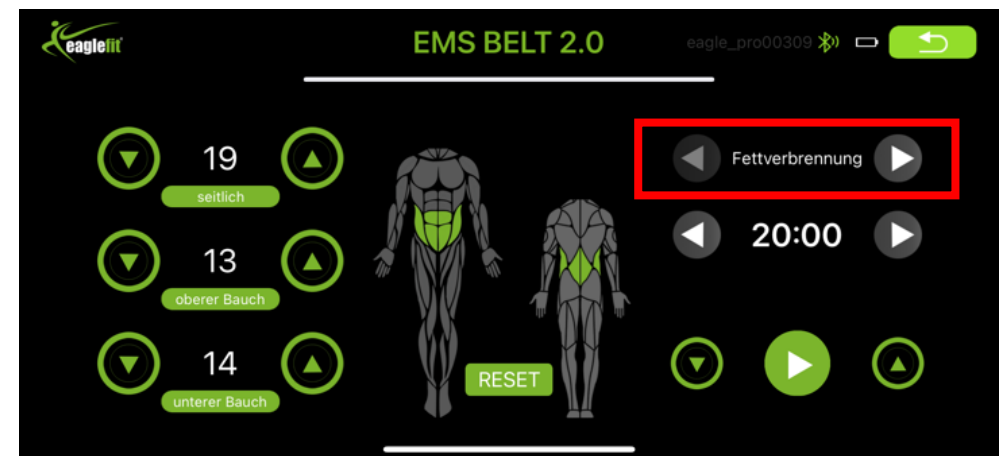 eaglefit
EMS BELT 2.0
eagle_pro00309
19
seitlich
13
oberer Bauch
14
unterer Bauch
RESET
Fettverbrennung
20:00